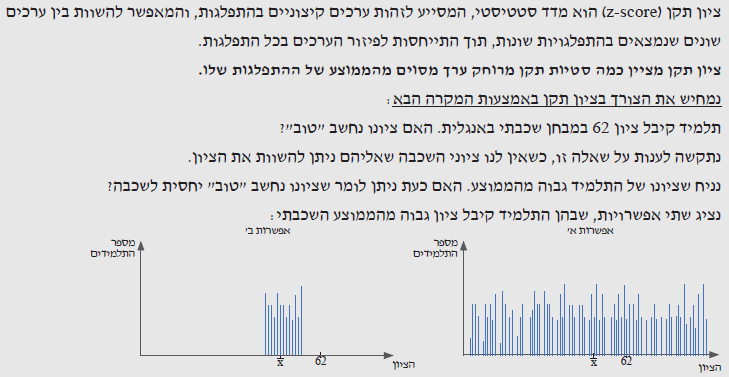 ציון תקן (z-score) הוא מדד סטטיסטי, המסייע לזהות ערכים קיצוניים בהתפלגות, והמאפשר להשוות בין ערכים
שונים שנמצאים בהתפלגויות שונות, תוך התייחסות לפיזור הערכים בכל התפלגות.
ציון תקן מציין כמה סטיות תקן מרוחק ערך מסוים מהממוצע של ההתפלגות שלו.
נמחיש את הצורך בציון תקן באמצעות המקרה הבא:
תלמיד קיבל ציון 62 במבחן שכבתי באנגלית. האם ציונו נחשב "טוב"?
נתקשה לענות על שאלה זו, כשאין לנו ציוני השכבה שאליהם ניתן להשוות את הציון.
נניח שציונו של התלמיד גבוה מהממוצע. האם כעת ניתן לומר שציונו נחשב "טוב" יחסית לשכבה?
נציג שתי אפשרויות, שבהן התלמיד קיבל ציון גבוה מהממוצע השכבתי:
אפשרות א'
מספר
התלמידים
x̄
62
הציון
אפשרות ב'
מספר
התלמידים
x̄
62
הציון